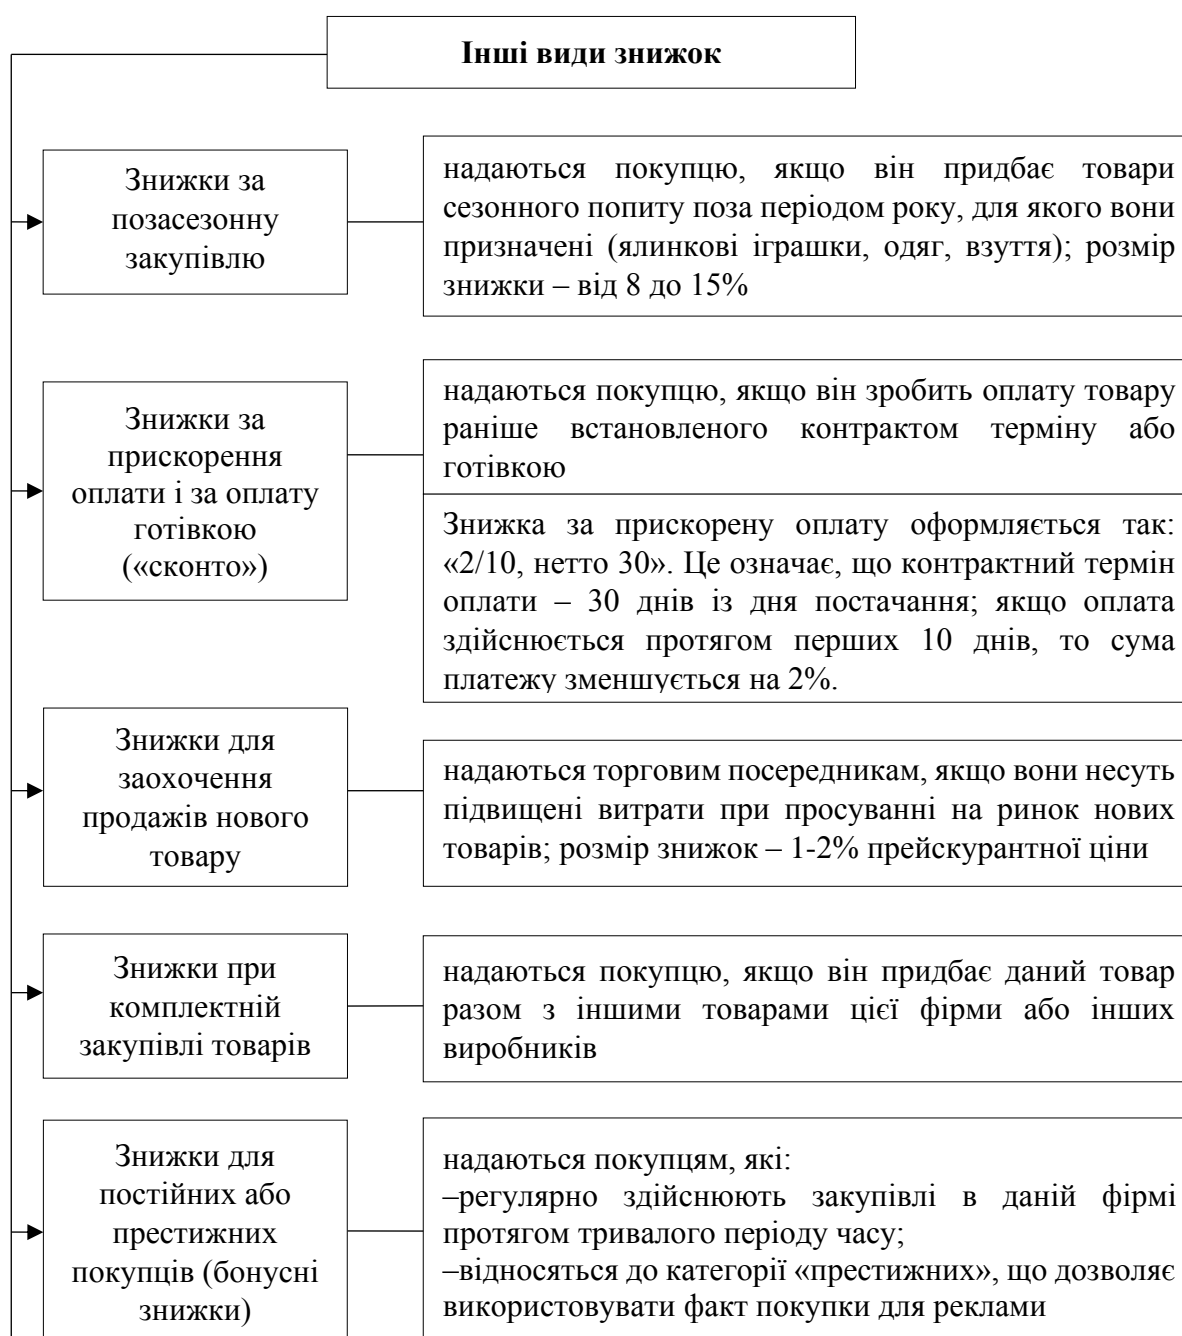 Інші види знижок
Знижки за
позасезонну
закупівлю
надаються покупцю, якщо він придбає товари
сезонного попиту поза періодом року, для якого вони
призначені (ялинкові іграшки, одяг, взуття); розмір
знижки – від 8 до 15%
Знижки за
прискорення
оплати і за оплату
готівкою
(«сконто»)
надаються покупцю, якщо він зробить оплату товару
раніше встановленого контрактом терміну або
готівкою
Знижка за прискорену оплату оформляється так:
«2/10, нетто 30». Це означає, що контрактний термін
оплати – 30 днів із дня постачання; якщо оплата
здійснюється протягом перших 10 днів, то сума
платежу зменшується на 2%.
Знижки для
заохочення
продажів нового
товару
надаються торговим посередникам, якщо вони несуть
підвищені витрати при просуванні на ринок нових
товарів; розмір знижок – 1-2% прейскурантної ціни
Знижки при
комплектній
закупівлі товарів
надаються покупцю, якщо він придбає даний товар
разом з іншими товарами цієї фірми або інших
виробників
Знижки для
постійних або
престижних
покупців (бонусні
знижки)
надаються покупцям, які:
–регулярно здійснюють закупівлі в даній фірмі
протягом тривалого періоду часу;
–відносяться до категорії «престижних», що дозволяє
використовувати факт покупки для реклами